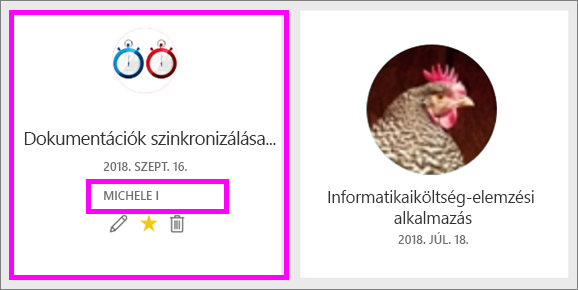 Dokumentációk szinkronizálása...
2018. SZEPT. 16.
MICHELE I
Informatikaiköltség-elemzési
alkalmazás
2018. JÚL. 18.